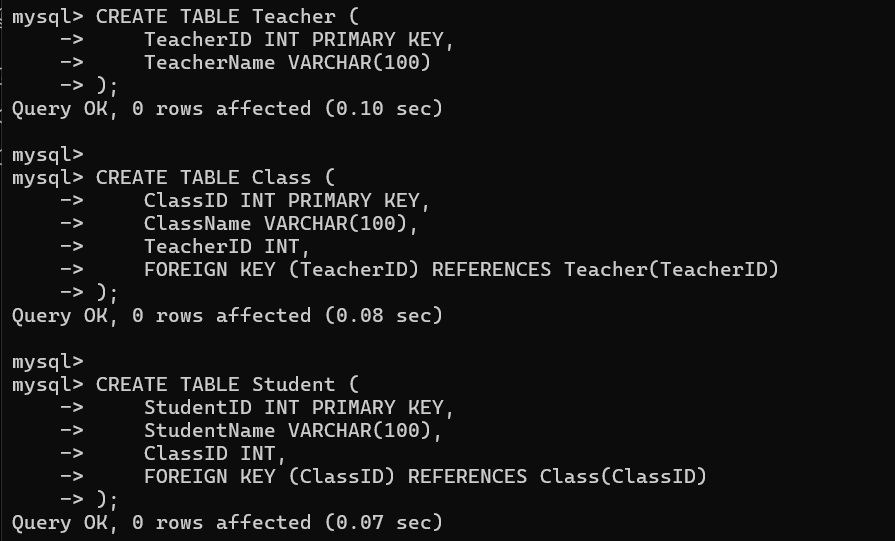 mysql> CREATE TABLE Teacher (
    ->     TeacherID INT PRIMARY KEY,
    ->     TeacherName VARCHAR(100)
    -> );
Query OK, 0 rows affected (0.10 sec)

mysql>
mysql> CREATE TABLE Class (
    ->     ClassID INT PRIMARY KEY,
    ->     ClassName VARCHAR(100),
    ->     TeacherID INT,
    ->     FOREIGN KEY (TeacherID) REFERENCES Teacher(TeacherID)
    -> );
Query OK, 0 rows affected (0.08 sec)

mysql>
mysql> CREATE TABLE Student (
    ->     StudentID INT PRIMARY KEY,
    ->     StudentName VARCHAR(100),
    ->     ClassID INT,
    ->     FOREIGN KEY (ClassID) REFERENCES Class(ClassID)
    -> );
Query OK, 0 rows affected (0.07 sec)